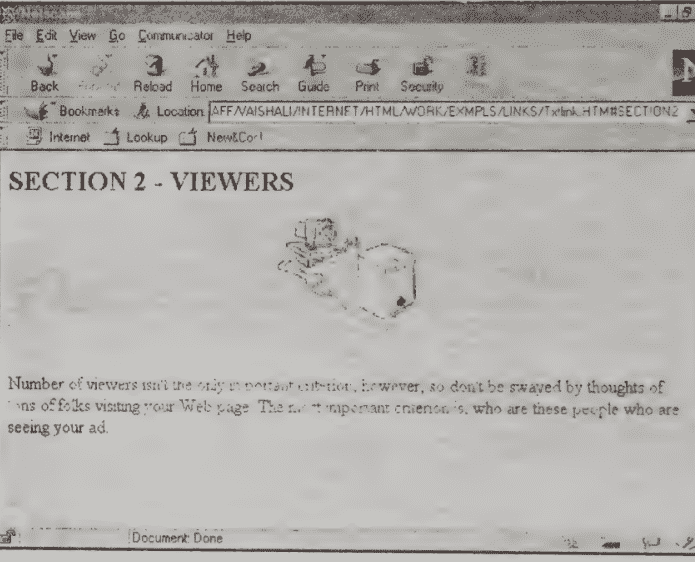 File Edit View Go Communicator Help
Back Reload Home Search Guide Print Security
Bookmarks Location AFF/VAISHALI/INTERNET/HTML/WORK/EXMPLS/LINKS/Txtlink.HTM#SECTION2
Internet Lookup New&Cool
SECTION 2 - VIEWERS
Number of viewers isn't the only important criterion, however, so don't be swayed by thoughts of
tons of folks visiting your Web page. The most important criterion is, who are these people who are
seeing your ad.
Document: Done